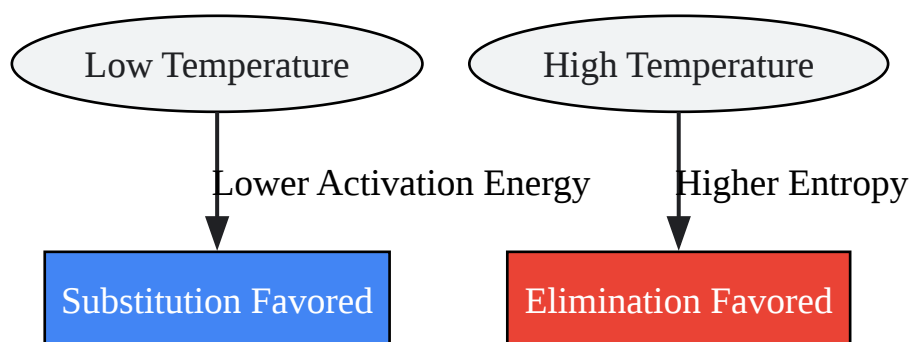 Low Temperature
High Temperature
Lower Activation Energy
Higher Entropy
Substitution Favored
Elimination Favored